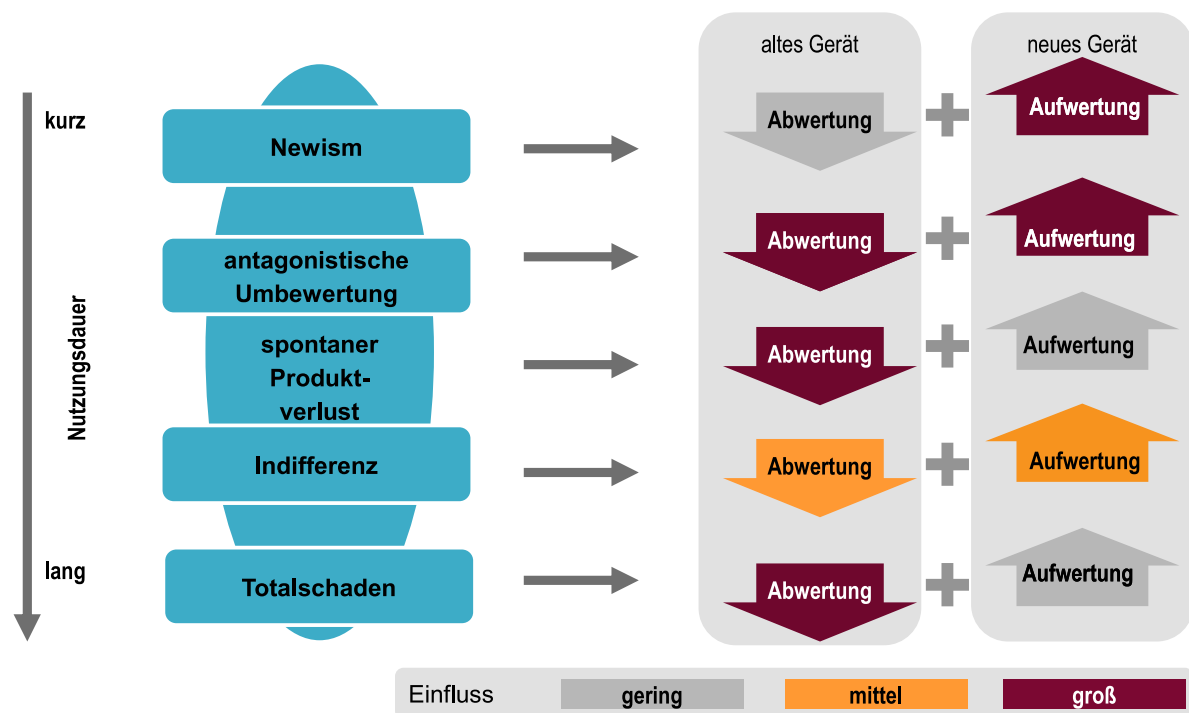 altes Gerät
neues Gerät
kurz
Newism
Abwertung
Aufwertung
antagonistische
Umbewertung
Abwertung
Aufwertung
Nutzungsdauer
spontaner
Produkt-
verlust
Abwertung
Aufwertung
Indifferenz
Abwertung
Aufwertung
lang
Totalschaden
Abwertung
Aufwertung
Einfluss
gering
mittel
groß